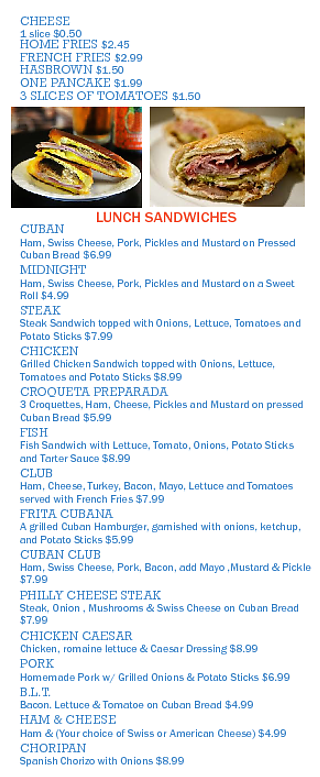 CHEESE
1 slice $0.50
HOME FRIES $2.45
FRENCH FRIES $2.99
HASBROWN $1.50
ONE PANCAKE $1.99
3 SLICES OF TOMATOES $1.50
LUNCH SANDWICHES
CUBAN
Ham, Swiss Cheese, Pork, Pickles and Mustard on Pressed
Cuban Bread $6.99
MIDNIGHT
Ham, Swiss Cheese, Pork, Pickles and Mustard on a Sweet
Roll $4.99
STEAK
Steak Sandwich topped with Onions, Lettuce, Tomatoes and
Potato Sticks $7.99
CHICKEN
Grilled Chicken Sandwich topped with Onions, Lettuce,
Tomatoes and Potato Sticks $8.99
CROQUETA PREPARADA
3 Croquettes, Ham, Cheese, Pickles and Mustard on pressed
Cuban Bread $5.99
FISH
Fish Sandwich with Lettuce, Tomato, Onions, Potato Sticks
and Tarter Sauce $8.99
CLUB
Ham, Cheese, Turkey, Bacon, Mayo, Lettuce and Tomatoes
served with French Fries $7.99
FRITA CUBANA
A grilled Cuban Hamburger, garnished with onions, ketchup,
and Potato Sticks $5.99
CUBAN CLUB
Ham, Swiss Cheese, Pork, Bacon, add Mayo ,Mustard & Pickle
$7.99
PHILLY CHEESE STEAK
Steak, Onion , Mushrooms & Swiss Cheese on Cuban Bread
$7.99
CHICKEN CAESAR
Chicken, romaine lettuce & Caesar Dressing $8.99
PORK
Homemade Pork w/ Grilled Onions & Potato Sticks $6.99
B.L.T.
Bacon. Lettuce & Tomatoe on Cuban Bread $4.99
HAM & CHEESE
Ham & (Your choice of Swiss or American Cheese) $4.99
CHORIPAN
Spanish Chorizo with Onions $8.99